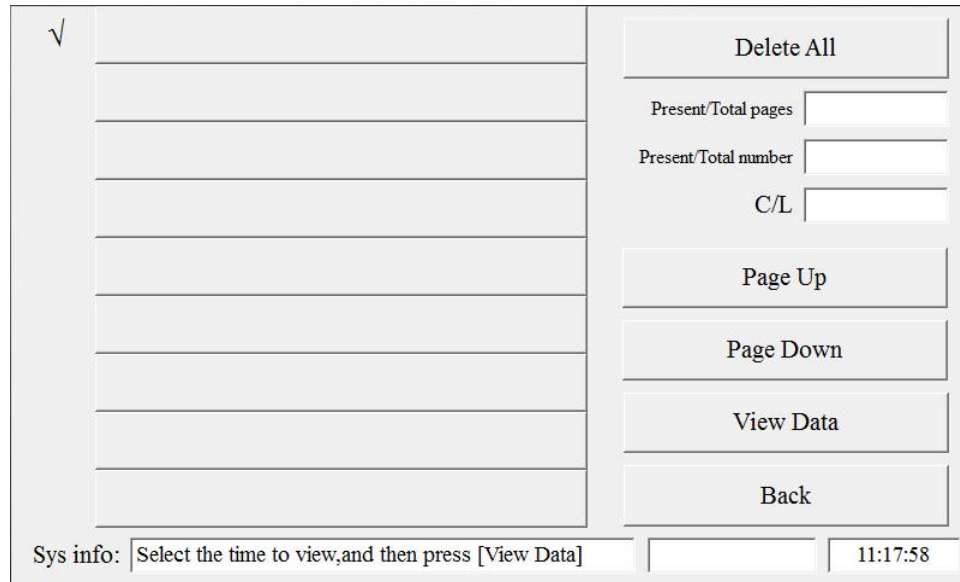 √
Delete All
Present/Total pages
Present/Total number
C/L
Page Up
Page Down
View Data
Back
Sys info: Select the time to view,and then press [View Data] 11:17:58